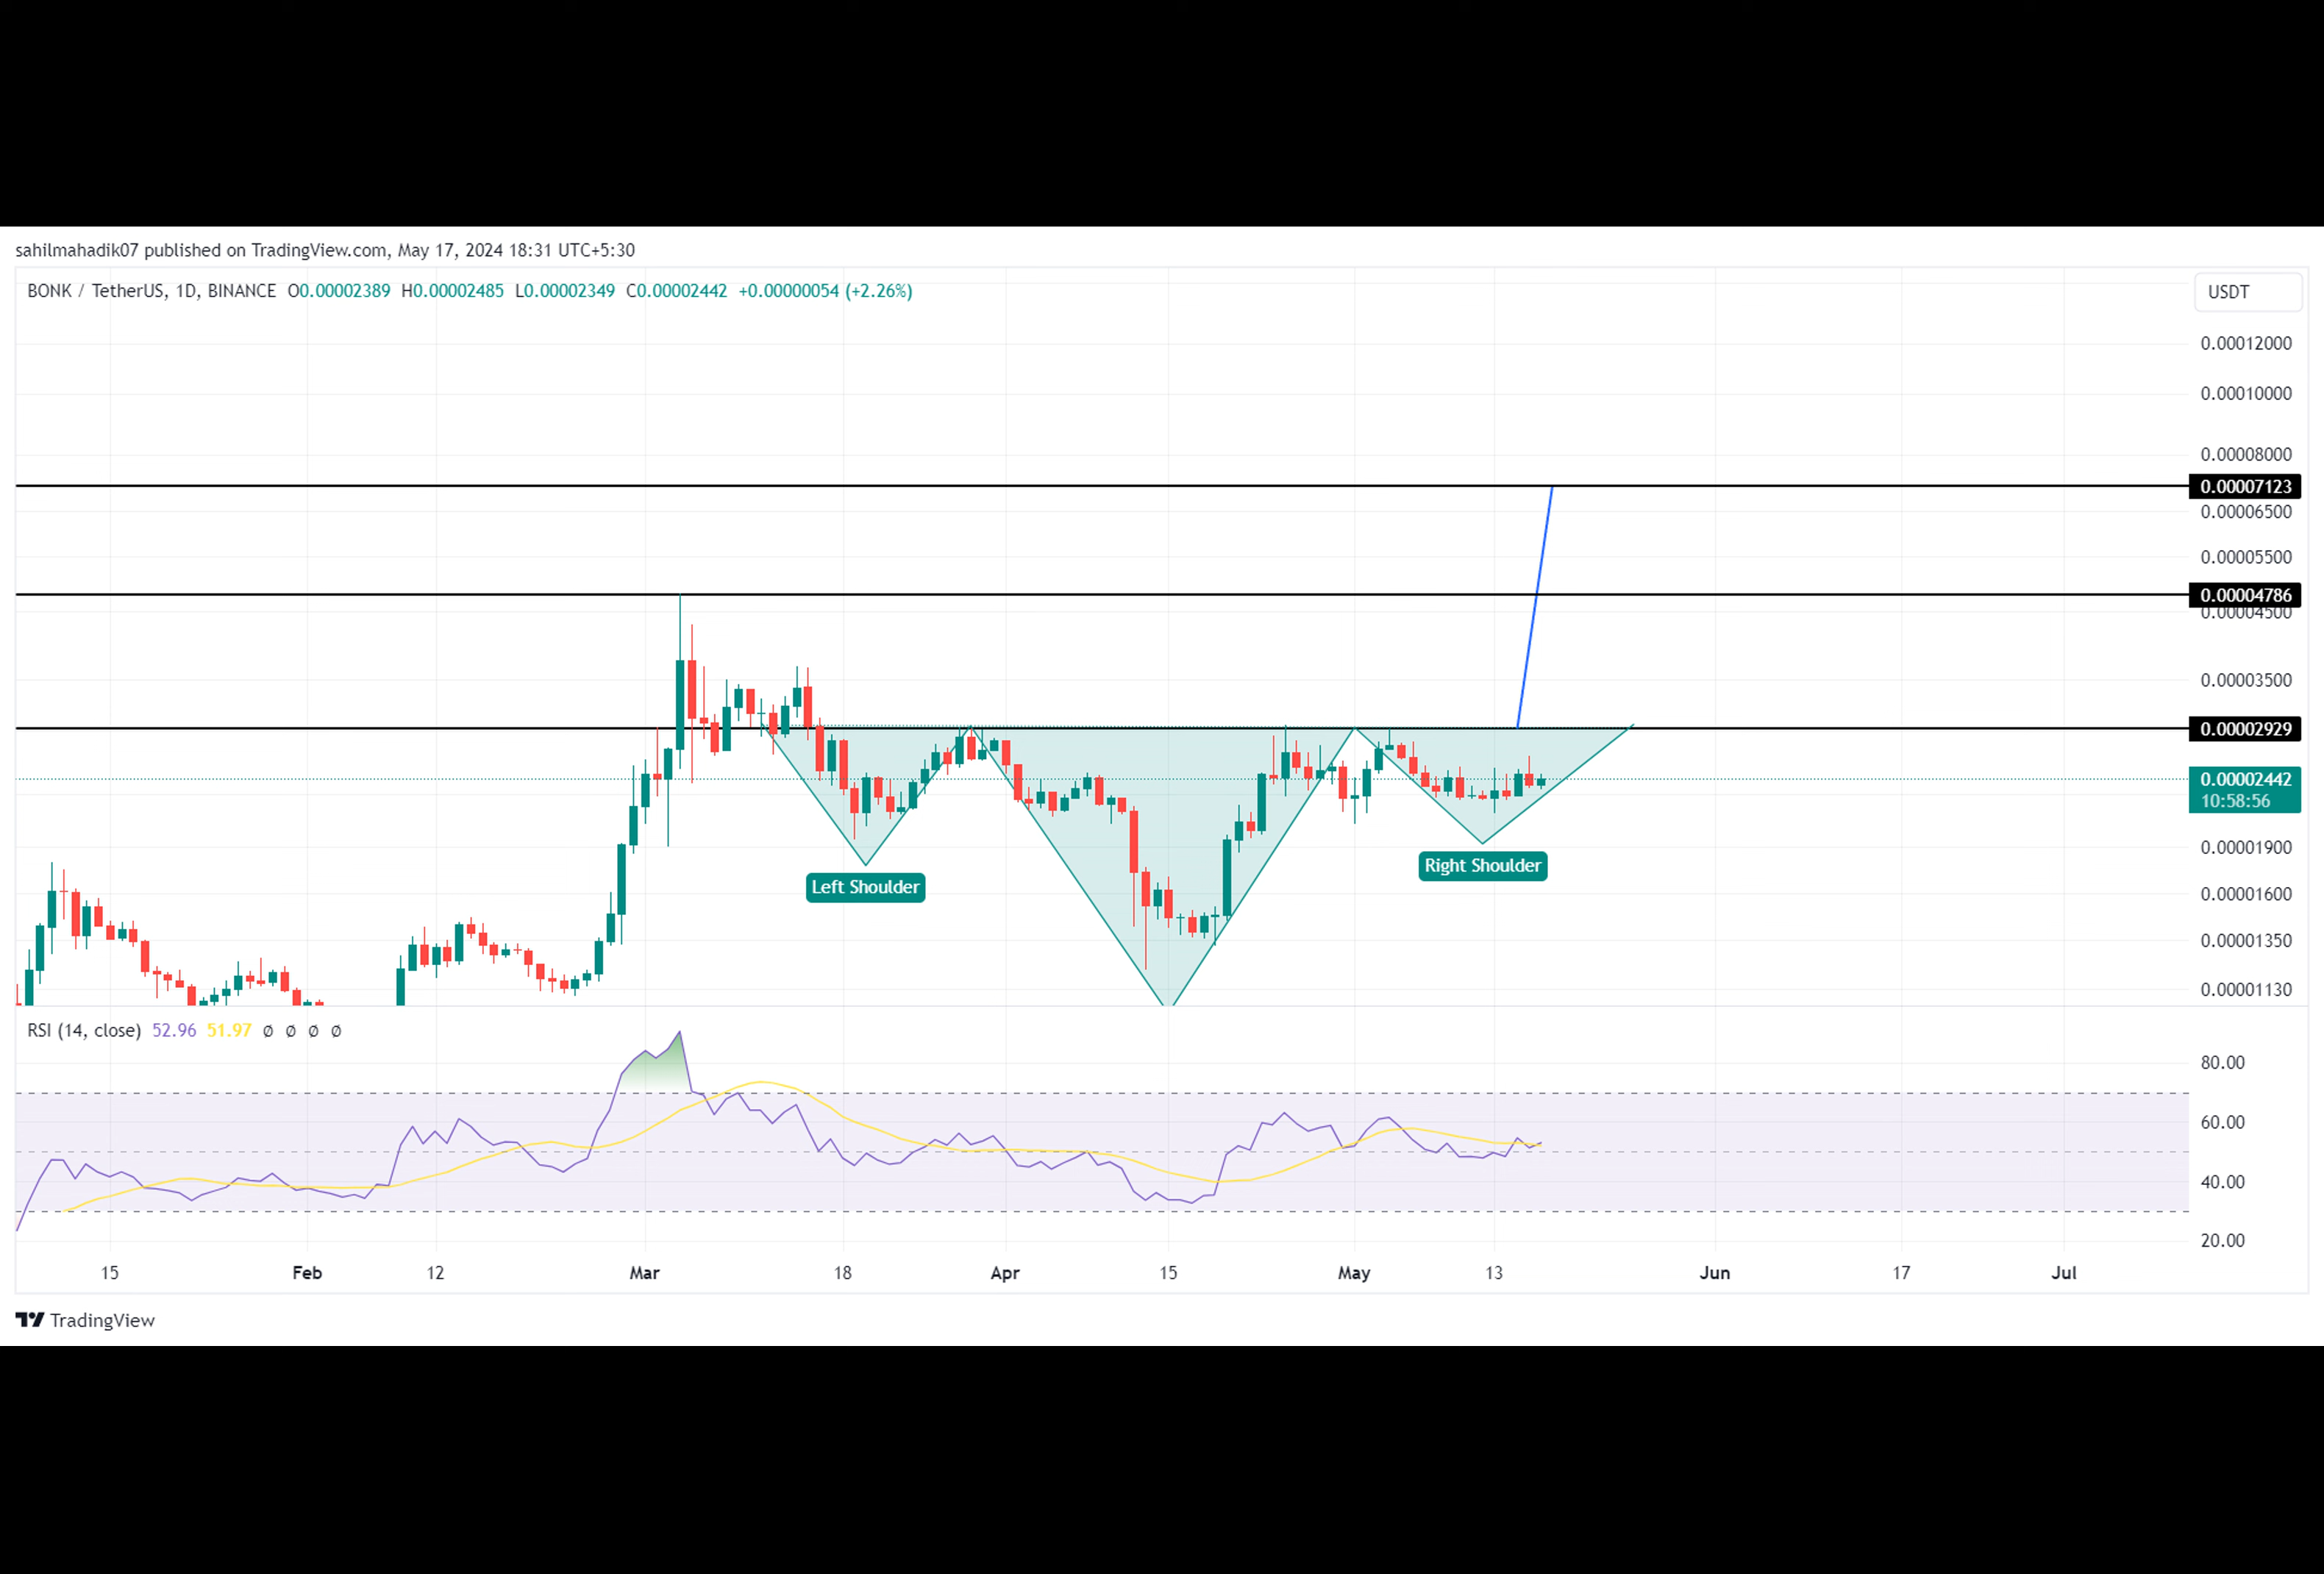 sahilmahadik07 published on TradingView.com, May 17, 2024 18:31 UTC+5:30
BONK / TetherUS, 1D, BINANCE O0.00002389 H0.00002485 L0.00002349 C0.00002442 +0.00000054 (+2.26%)
USDT
0.00012000
0.00010000
0.00008000
0.00007123
0.00006500
0.00005500
0.00004786
0.00004500
0.00003500
0.00002929
0.00002442
10:58:56
0.00001900
Right Shoulder
Left Shoulder
0.00001600
0.00001350
0.00001130
RSI (14, close) 52.96 51.97 ∅ ∅ ∅ ∅
80.00
60.00
40.00
20.00
15 Feb 12 Mar 18 Apr 15 May 13 Jun 17 Jul
TradingView